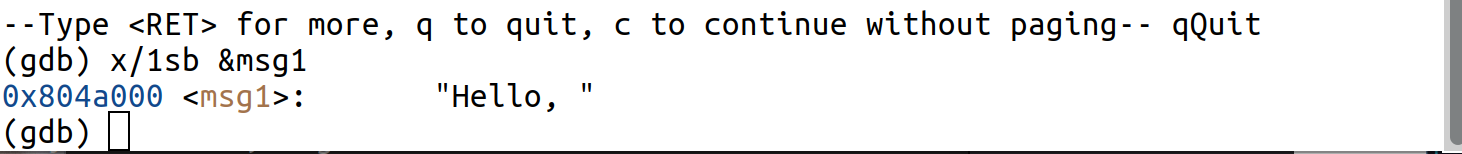 --Type <RET> for more, q to quit, c to continue without paging-- qQuit
(gdb) x/1sb &msg1
0x804a000 <msg1>:	"Hello, "
(gdb)